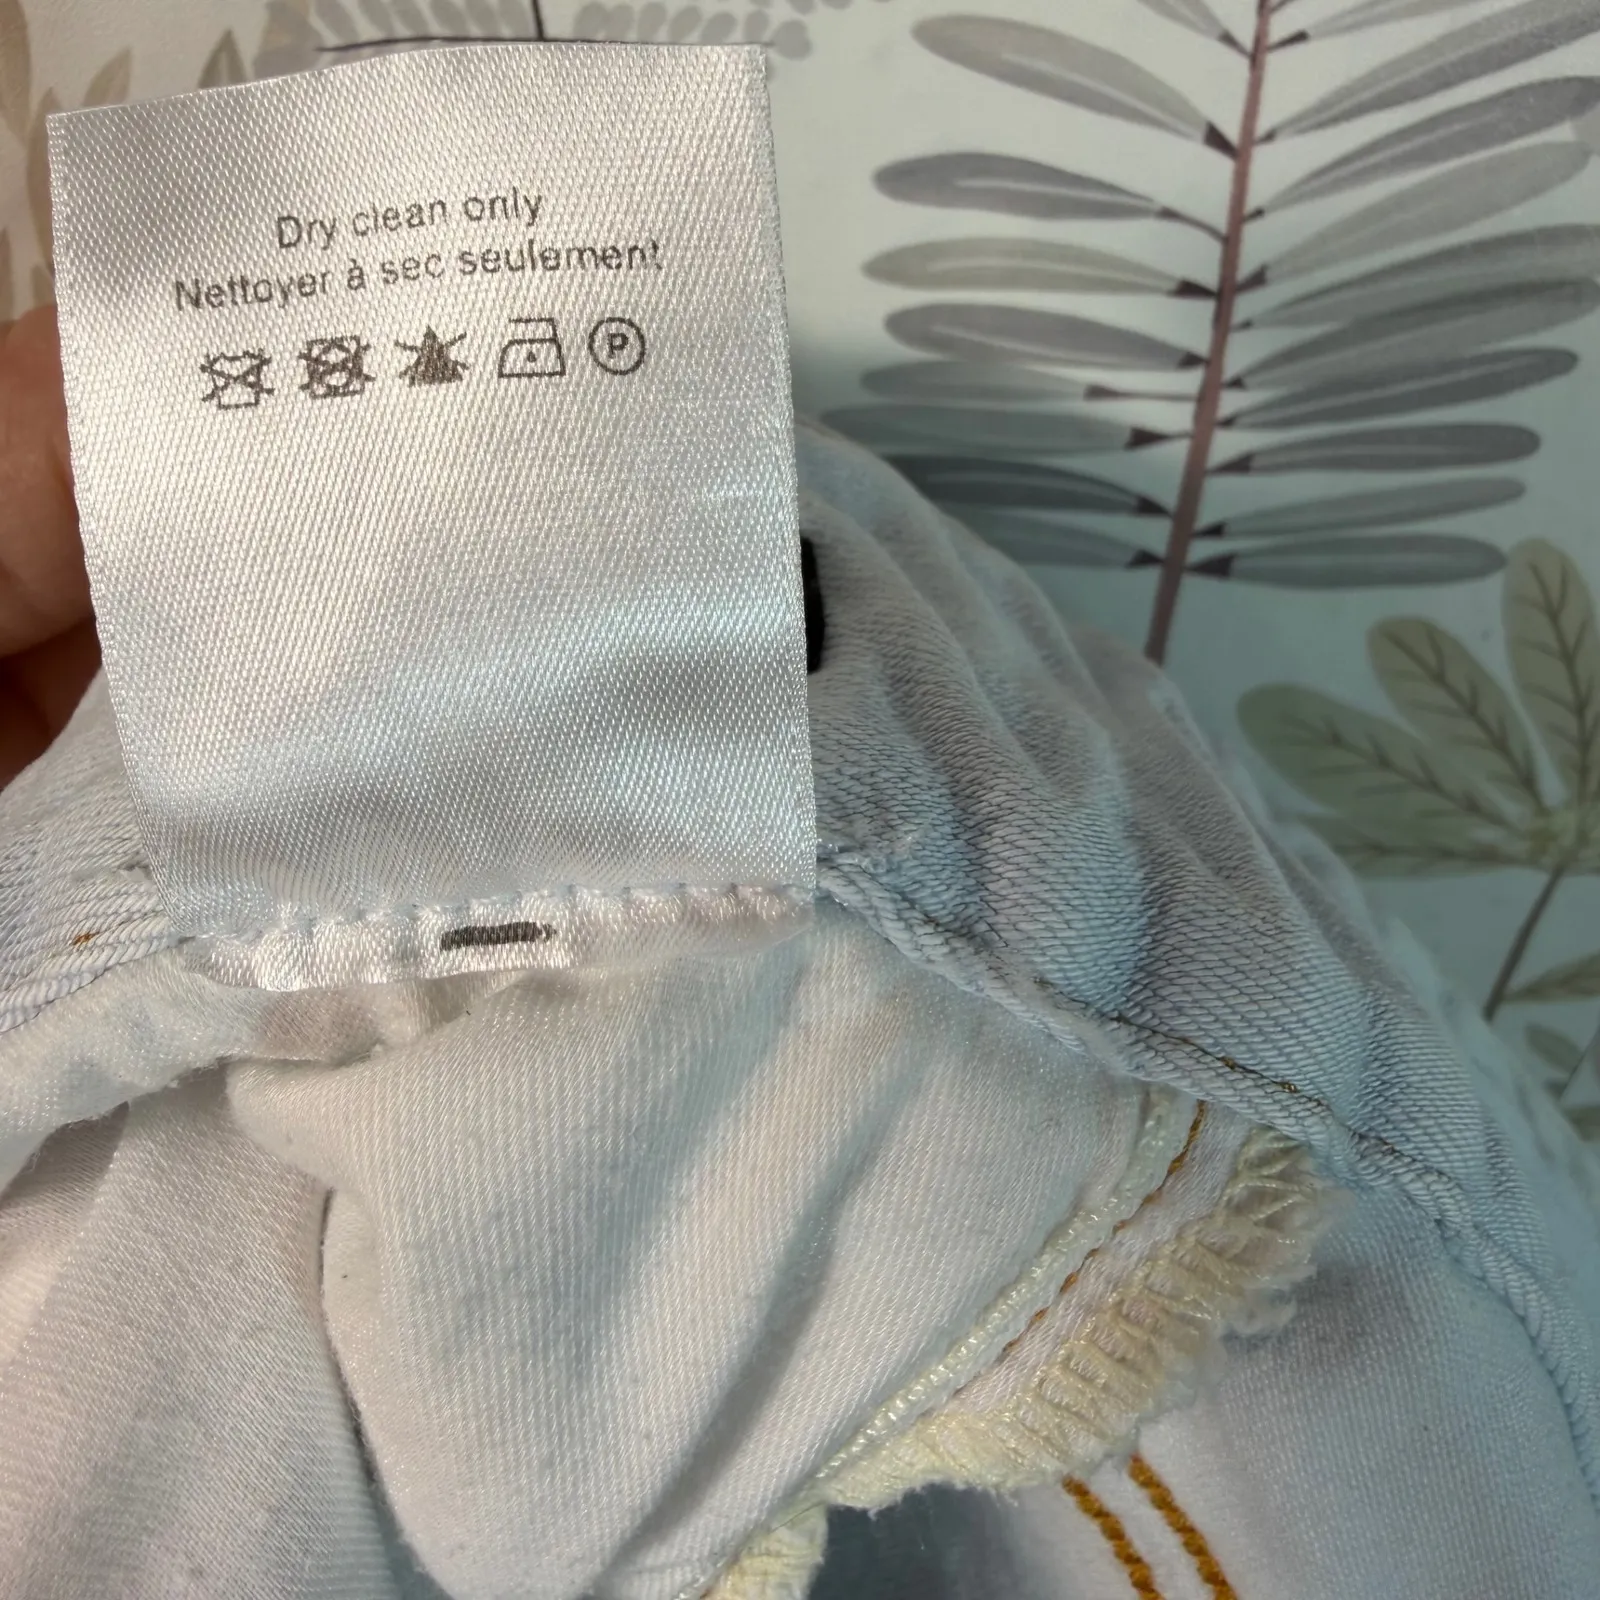 Dry clean only
Nettoyer à sec seulement
P